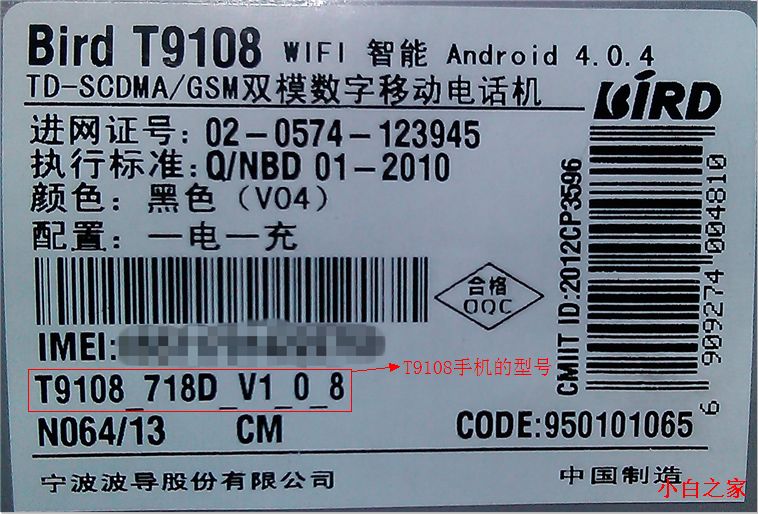 Bird T9108 WIFI 智能 Android 4.0.4
TD-SCDMA/GSM双模数字移动电话机
BIRD
进网证号: 02-0574-123945
执行标准: Q/NBD 01-2010
颜色: 黑色 (V04)
配置: 一电一充
合格
OQC
CMIIT ID:2012CP3596
6 909274 004810
IMEI:
T9108手机的型号
T9108_718D_V1_0_8
N064/13 CM CODE:950101065
宁波波导股份有限公司 中国制造
小白之家